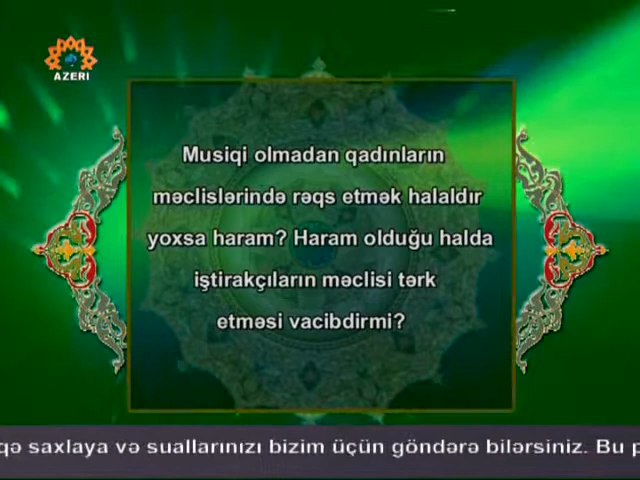 AZERI
Musiqi olmadan qadınların
məclislərində rəqs etmək halaldır
yoxsa haram? Haram olduğu halda
iştirakçıların məclisi tərk
etməsi vacibdirmi?
qə saxlaya və suallarınızı bizim üçün göndərə bilərsiniz. Bu p